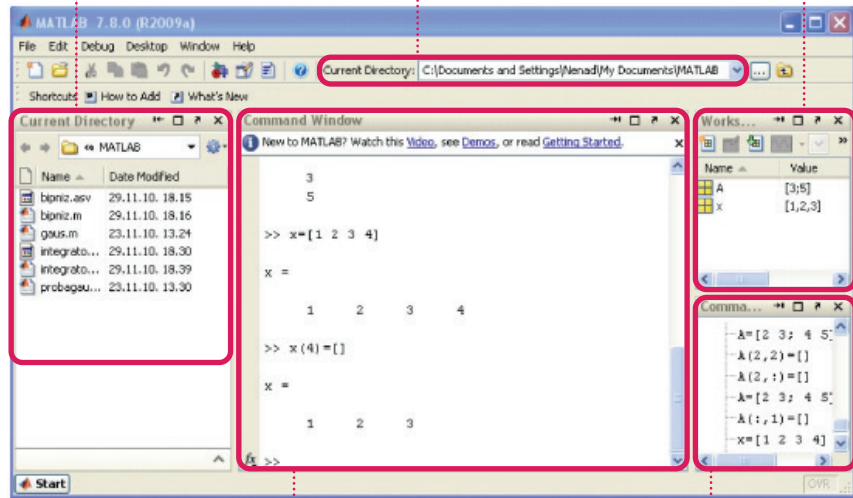 MATLAB 7.8.0 (R2009a)
File Edit Debug Desktop Window Help
Current Directory: C:\Documents and Settings\Nenad\My Documents\MATLAB
Shortcuts How to Add What's New
Current Directory
MATLAB
Name Date Modified
bipniz.asv 29.11.10. 18.15
bipniz.m 29.11.10. 18.16
gaus.m 23.11.10. 13.24
integrato... 29.11.10. 18.30
integrato... 29.11.10. 18.39
probagau... 23.11.10. 13.30
Command Window
New to MATLAB? Watch this Video, see Demos, or read Getting Started.
3
5
>> x=[1 2 3 4]
x =
1 2 3 4
>> x(4)=[]
x =
1 2 3
fx >>
Works...
Name Value
A [3;5]
x [1,2,3]
Comma...
A=[2 3; 4 5]
A(2,2)=[]
A(2,:)=[]
A=[2 3; 4 5]
A(:,1)=[]
x=[1 2 3 4]
Start
OVR